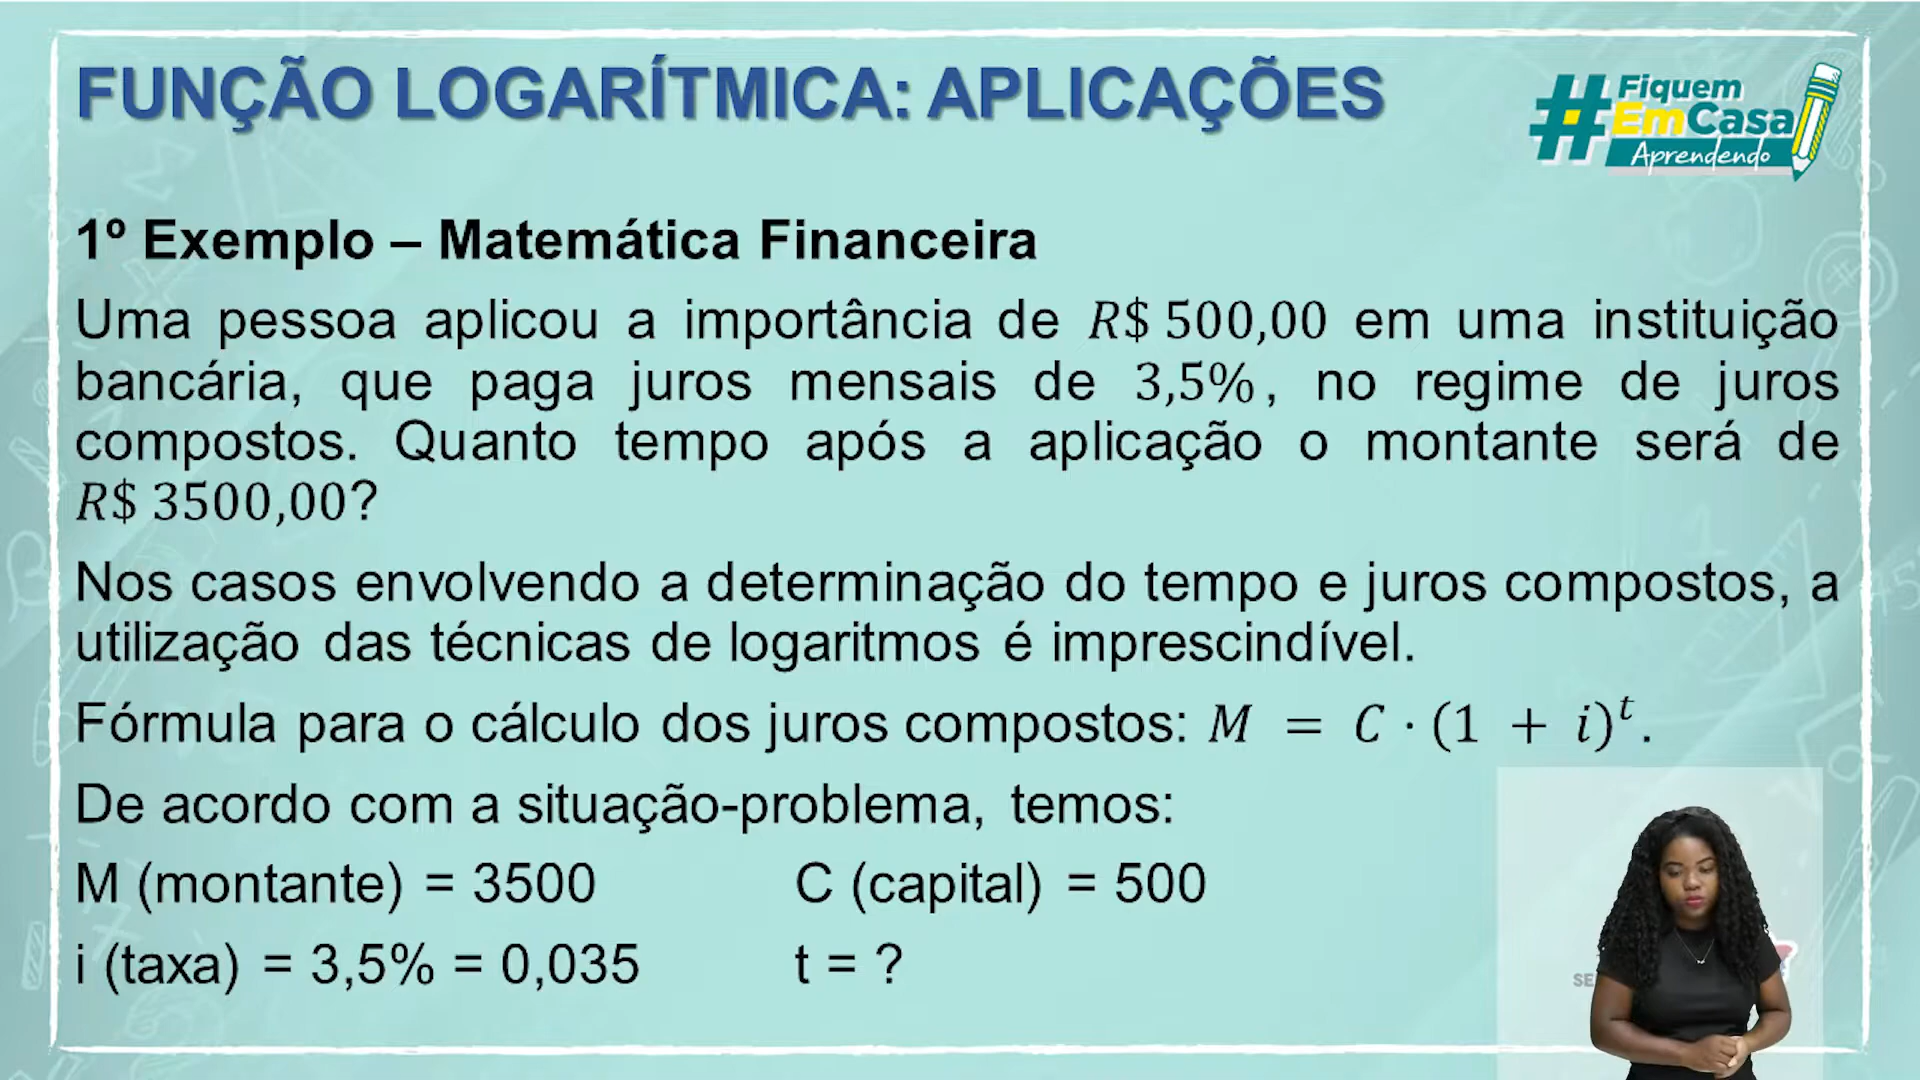 FUNÇÃO LOGARÍTMICA: APLICAÇÕES
#Fiquem
EmCasa
Aprendendo
1º Exemplo – Matemática Financeira
Uma pessoa aplicou a importância de R$ 500,00 em uma instituição
bancária, que paga juros mensais de 3,5%, no regime de juros
compostos. Quanto tempo após a aplicação o montante será de
R$ 3500,00?
Nos casos envolvendo a determinação do tempo e juros compostos, a
utilização das técnicas de logaritmos é imprescindível.
Fórmula para o cálculo dos juros compostos: M = C · (1 + i)^t.
De acordo com a situação-problema, temos:
M (montante) = 3500 C (capital) = 500
i (taxa) = 3,5% = 0,035 t = ?